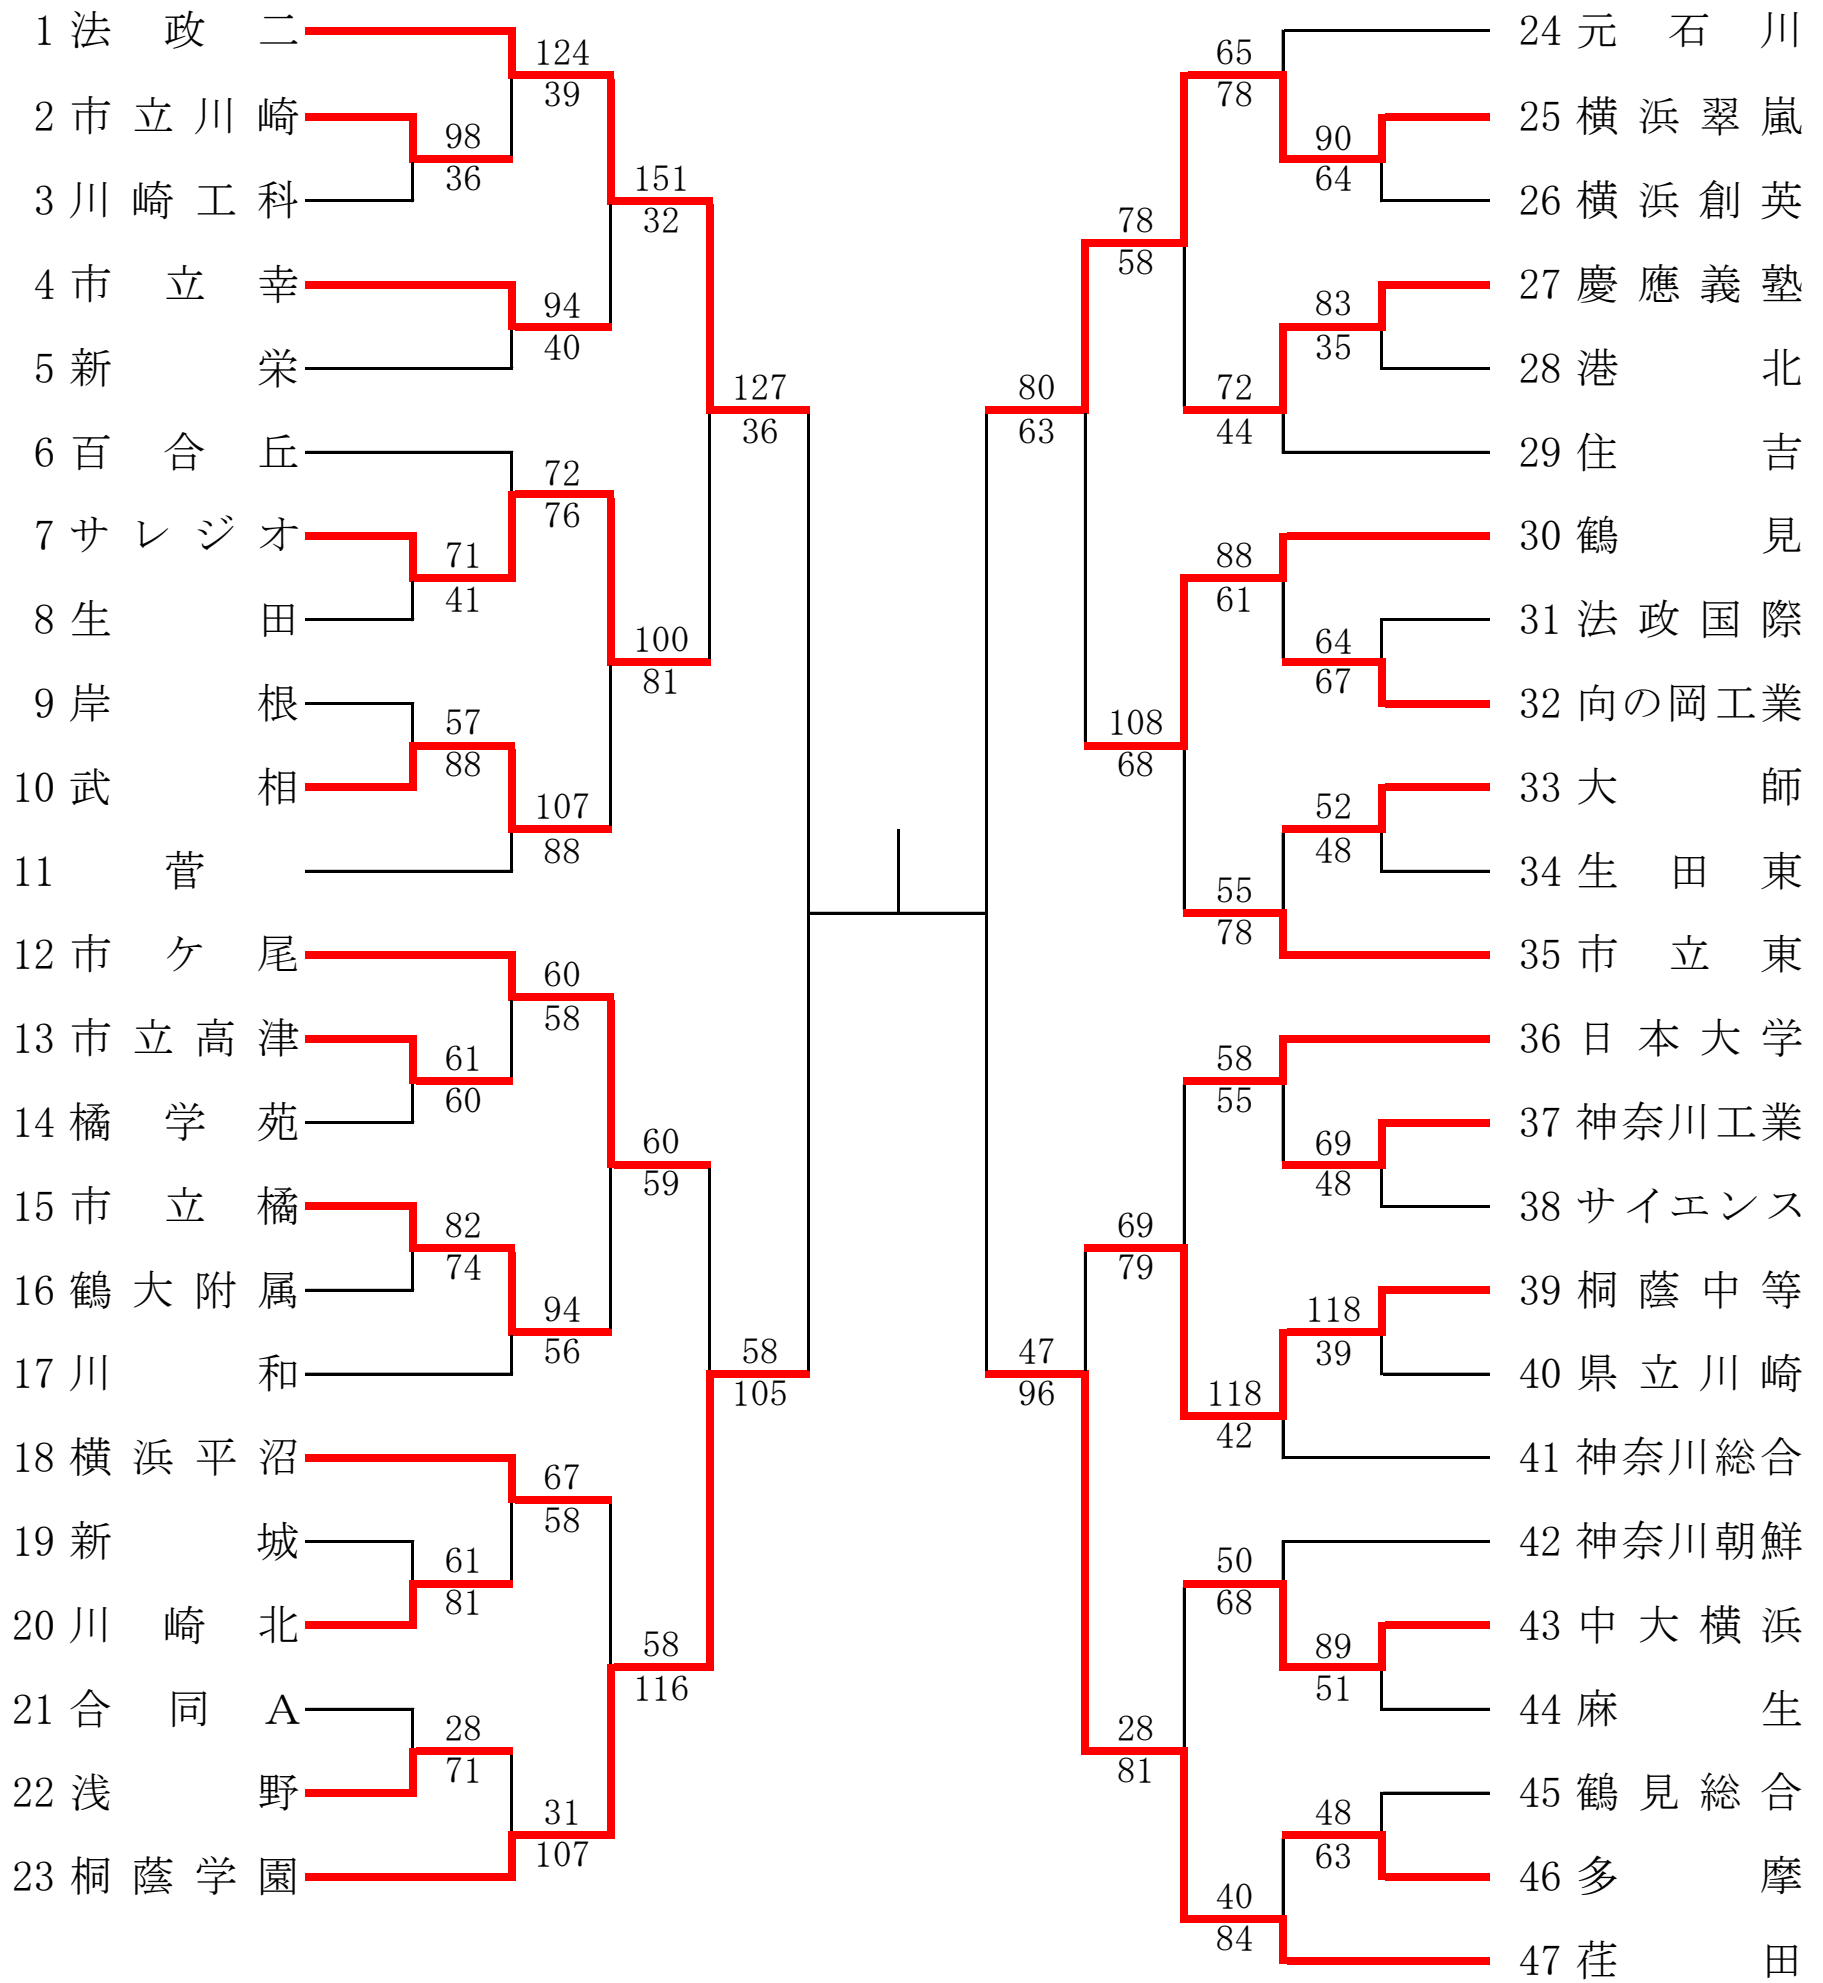 1 法政二
2 市立川崎
3 川崎工科
4 市立幸
5 新栄
6 百合丘
7 サレジオ
8 生田
9 岸根
10 武相
11 菅
12 市ケ尾
13 市立高津
14 橘学苑
15 市立橘
16 鶴大附属
17 川和
18 横浜平沼
19 新城
20 川崎北
21 合同A
22 浅野
23 桐蔭学園
98
36
71
41
57
88
61
60
82
74
61
81
28
71
124
39
94
40
72
76
107
88
60
58
94
56
67
58
31
107
151
32
100
81
60
59
58
116
127
36
58
105
80
63
47
96
78
58
108
68
69
79
28
81
65
78
72
44
88
61
55
78
58
55
118
42
50
68
40
84
90
64
83
35
64
67
52
48
69
48
118
39
89
51
48
63
24 元石川
25 横浜翠嵐
26 横浜創英
27 慶應義塾
28 港北
29 住吉
30 鶴見
31 法政国際
32 向の岡工業
33 大師
34 生田東
35 市立東
36 日本大学
37 神奈川工業
38 サイエンス
39 桐蔭中等
40 県立川崎
41 神奈川総合
42 神奈川朝鮮
43 中大横浜
44 麻生
45 鶴見総合
46 多摩
47 荏田